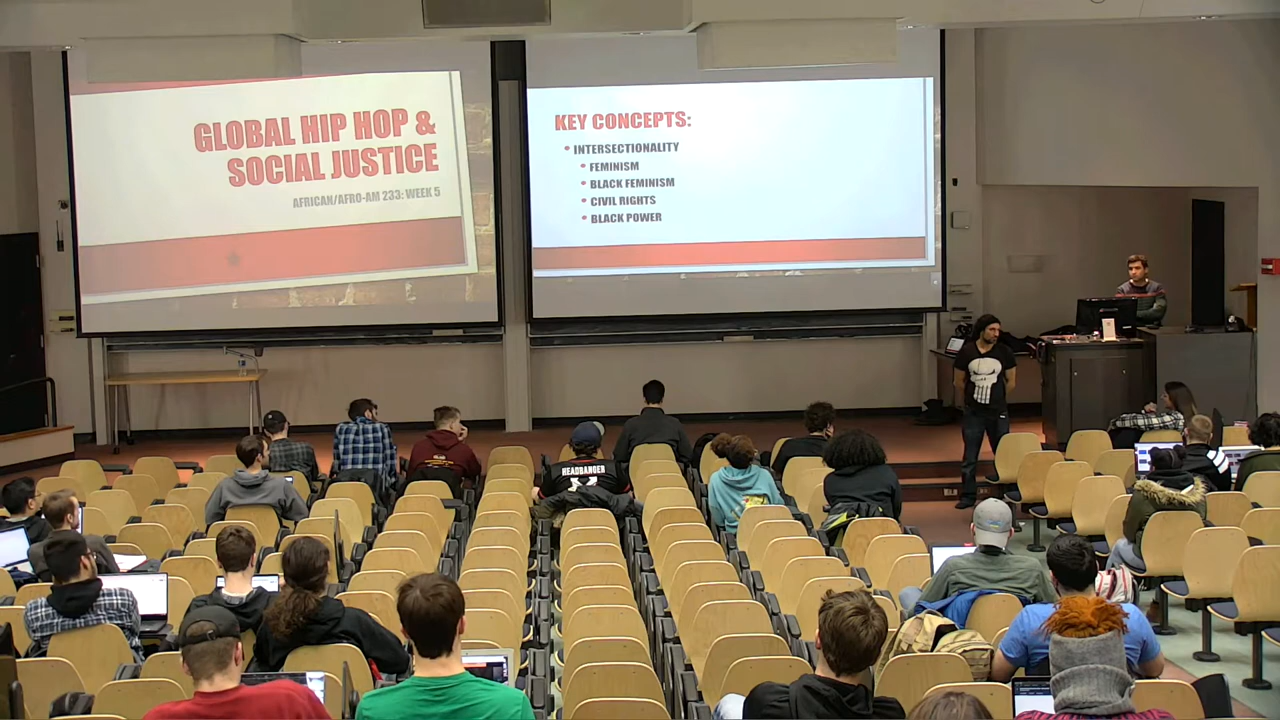 GLOBAL HIP HOP &
SOCIAL JUSTICE
AFRICAN/AFRO-AM 233: WEEK 5
KEY CONCEPTS:
• INTERSECTIONALITY
• FEMINISM
• BLACK FEMINISM
• CIVIL RIGHTS
• BLACK POWER
HEADBANGER